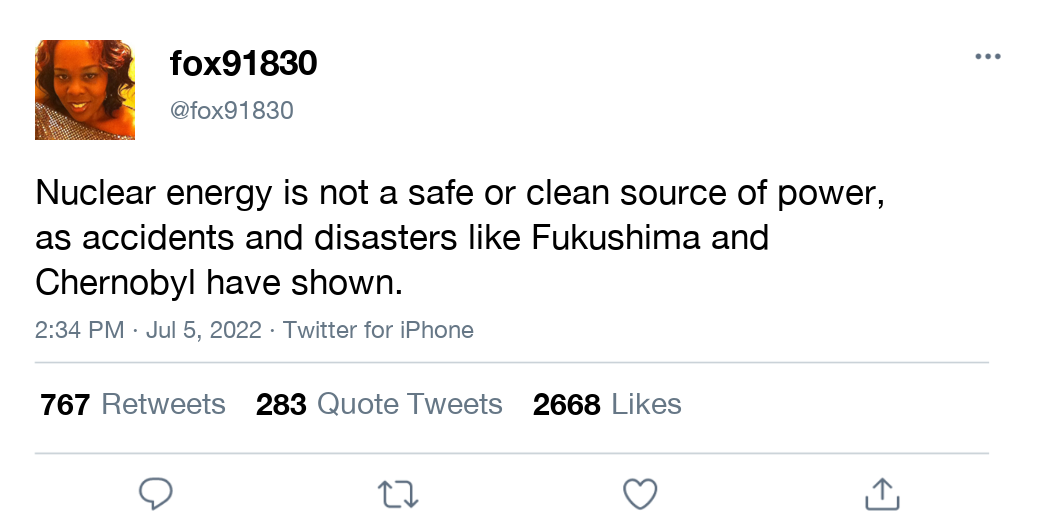 fox91830
@fox91830
Nuclear energy is not a safe or clean source of power,
as accidents and disasters like Fukushima and
Chernobyl have shown.
2:34 PM · Jul 5, 2022 · Twitter for iPhone
767 Retweets 283 Quote Tweets 2668 Likes